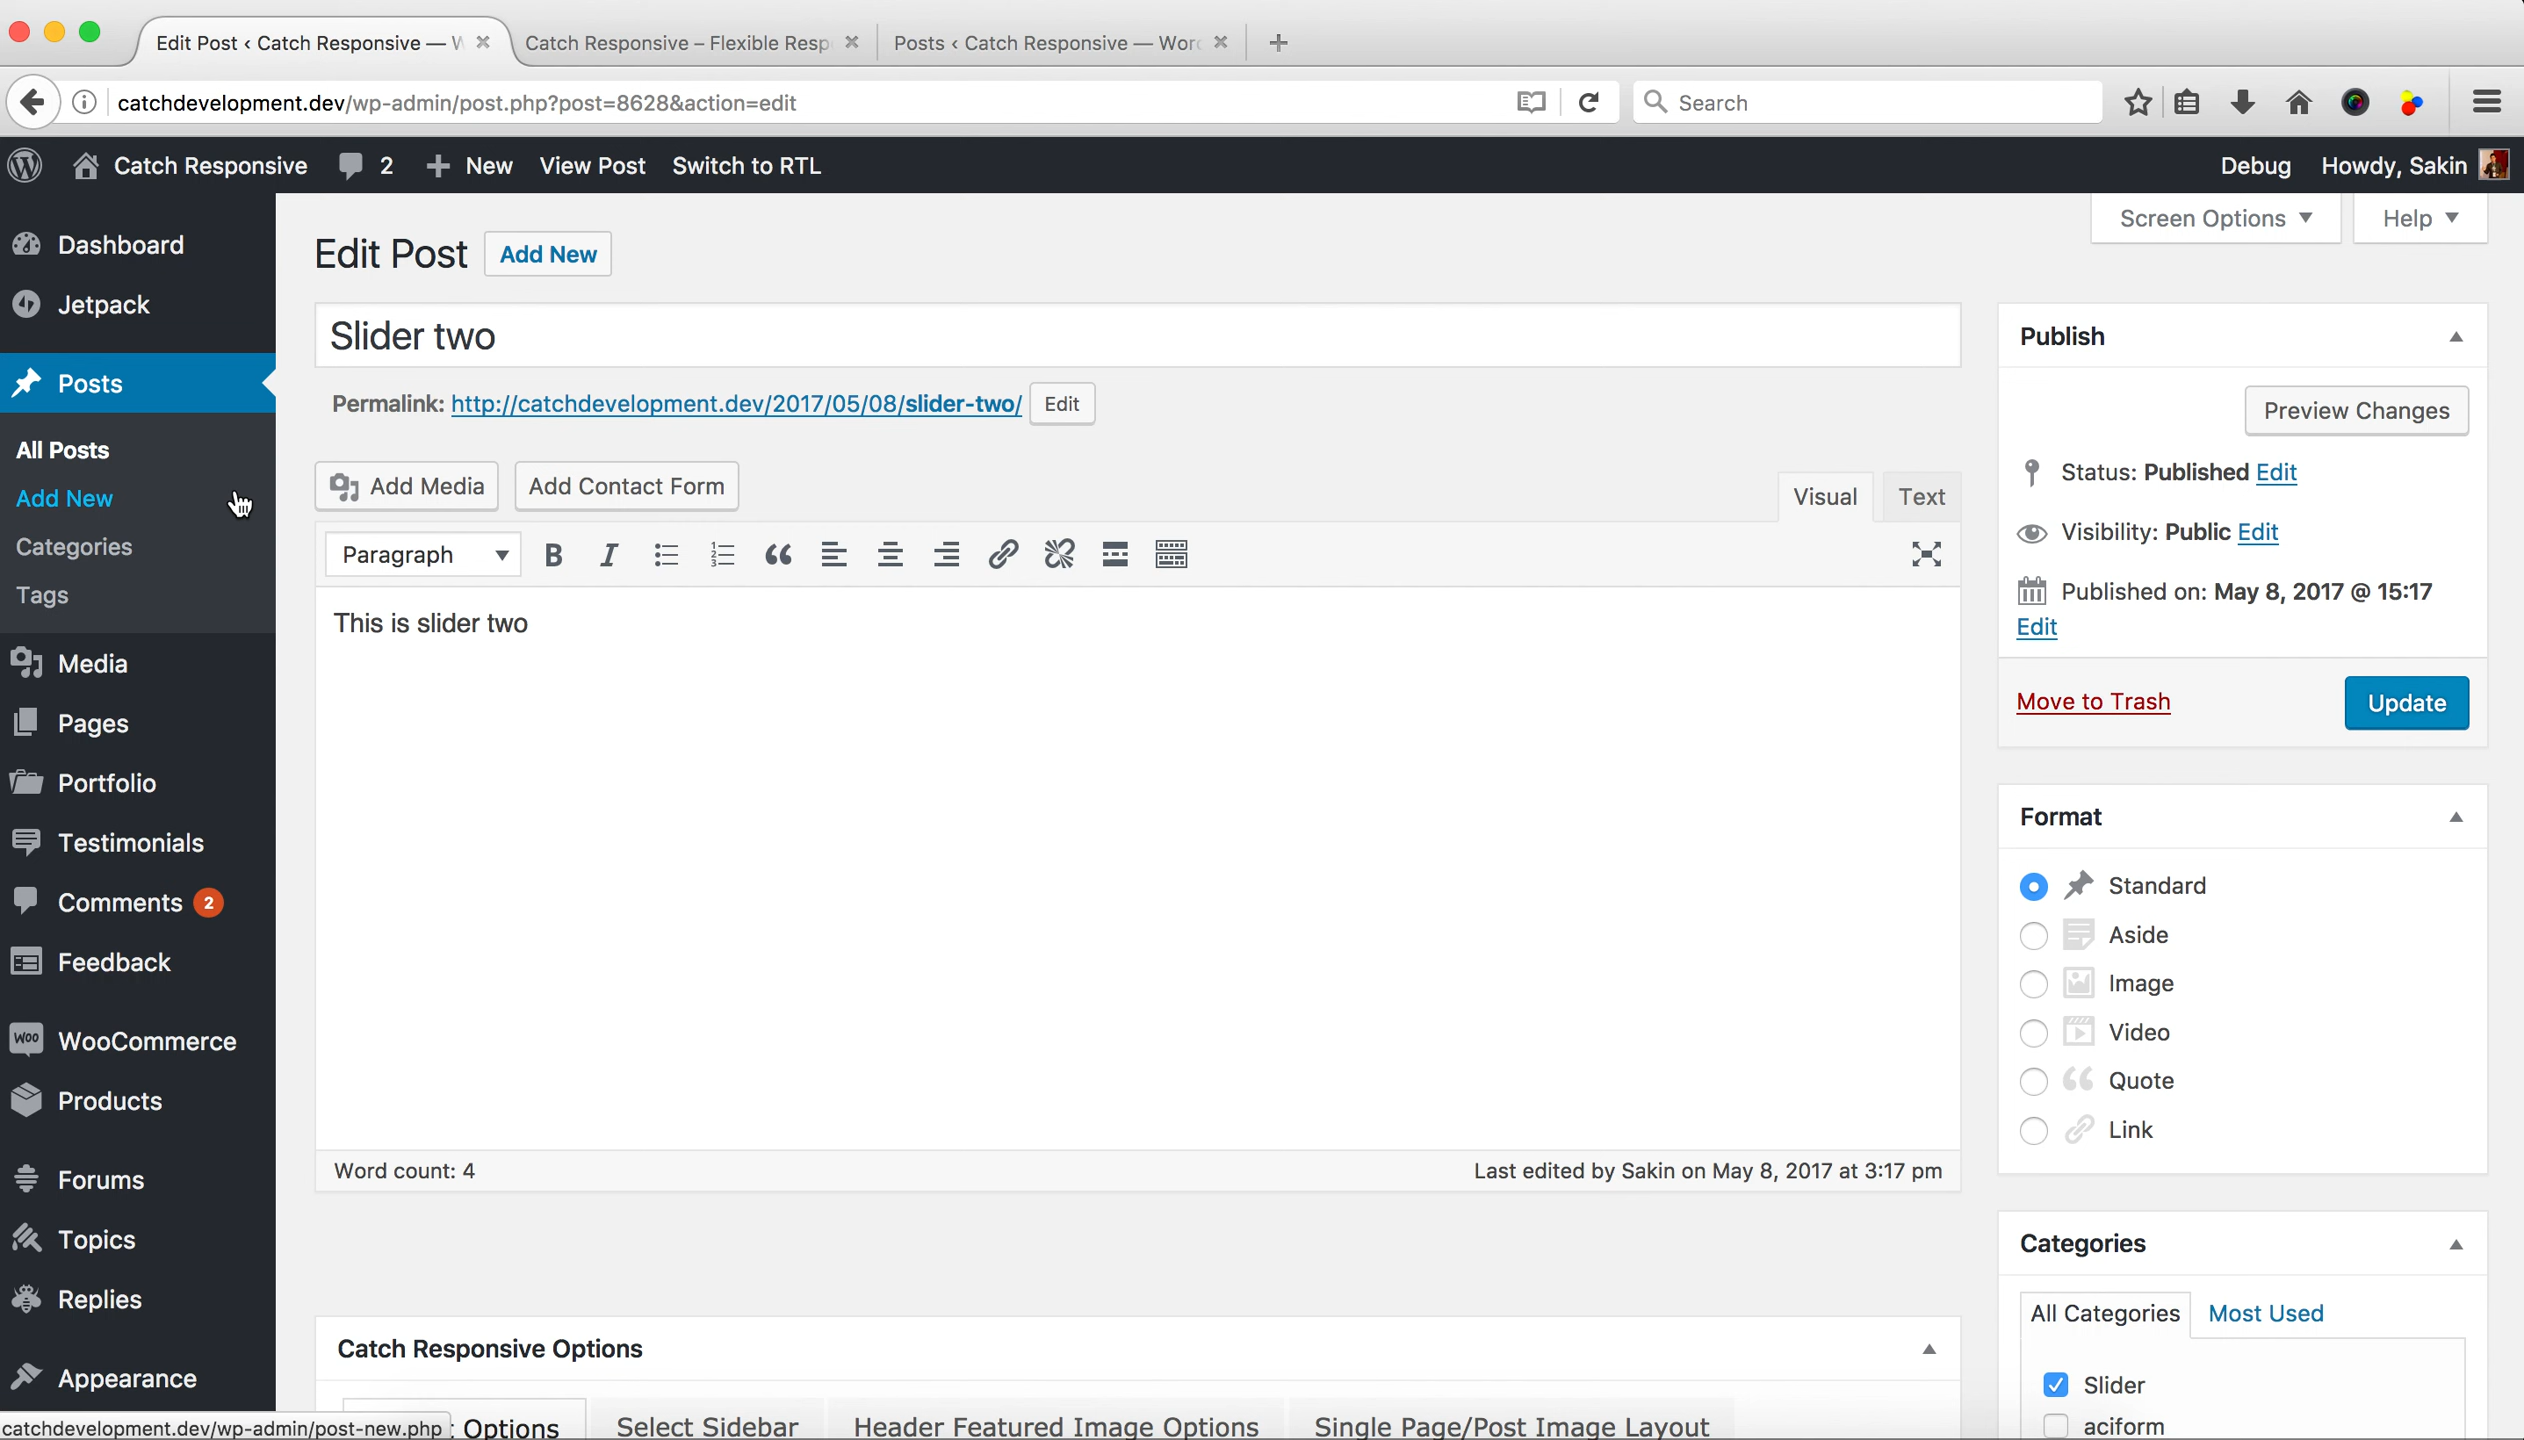 Edit Post ‹ Catch Responsive — W
Catch Responsive – Flexible Resp
Posts ‹ Catch Responsive — Word
catchdevelopment.dev/wp-admin/post.php?post=8628&action=edit
Search
Catch Responsive
2
New
View Post
Switch to RTL
Debug
Howdy, Sakin
Screen Options
Help
Dashboard
Jetpack
Posts
All Posts
Add New
Categories
Tags
Media
Pages
Portfolio
Testimonials
Comments 2
Feedback
Woo WooCommerce
Products
Forums
Topics
Replies
Appearance
catchdevelopment.dev/wp-admin/post-new.php
Edit Post
Add New
Slider two
Permalink: http://catchdevelopment.dev/2017/05/08/slider-two/ Edit
Add Media
Add Contact Form
Visual
Text
Paragraph
This is slider two
Word count: 4
Last edited by Sakin on May 8, 2017 at 3:17 pm
Catch Responsive Options
Options
Select Sidebar
Header Featured Image Options
Single Page/Post Image Layout
Publish
Preview Changes
Status: Published Edit
Visibility: Public Edit
Published on: May 8, 2017 @ 15:17
Edit
Move to Trash
Update
Format
Standard
Aside
Image
Video
Quote
Link
Categories
All Categories
Most Used
Slider
aciform